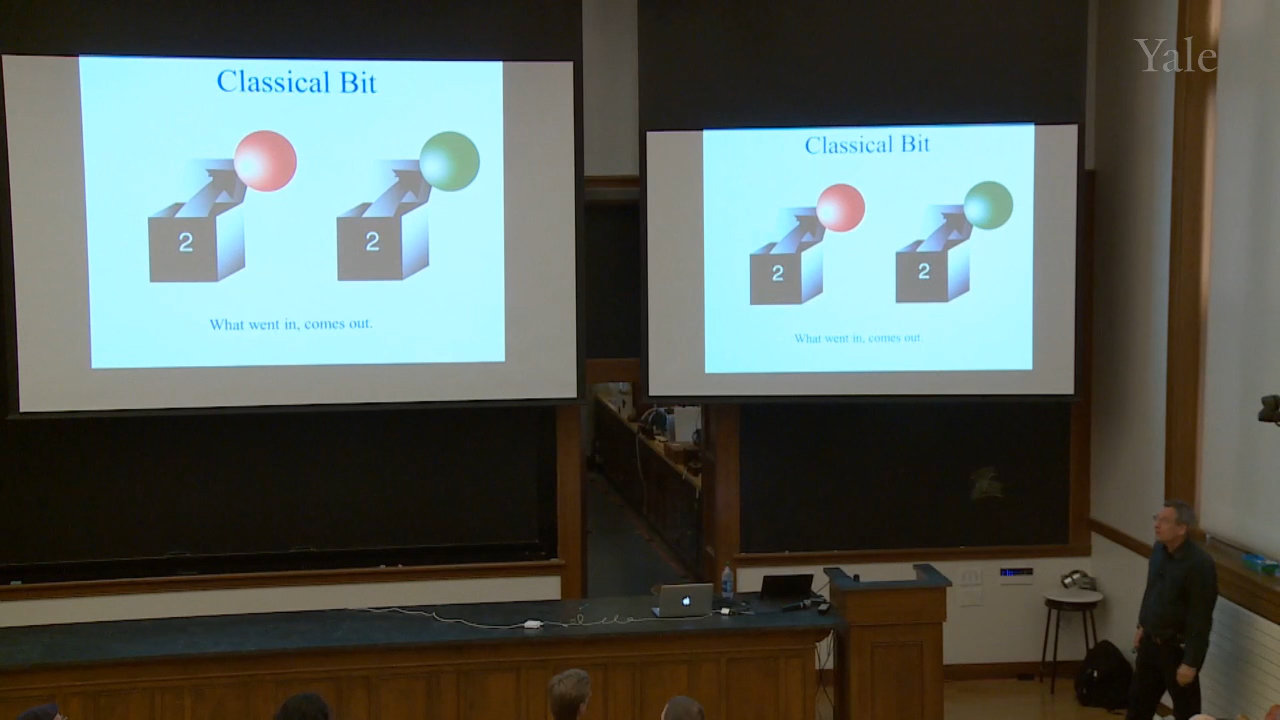 Yale
Classical Bit
2
2
What went in, comes out.
Classical Bit
2
2
What went in, comes out.